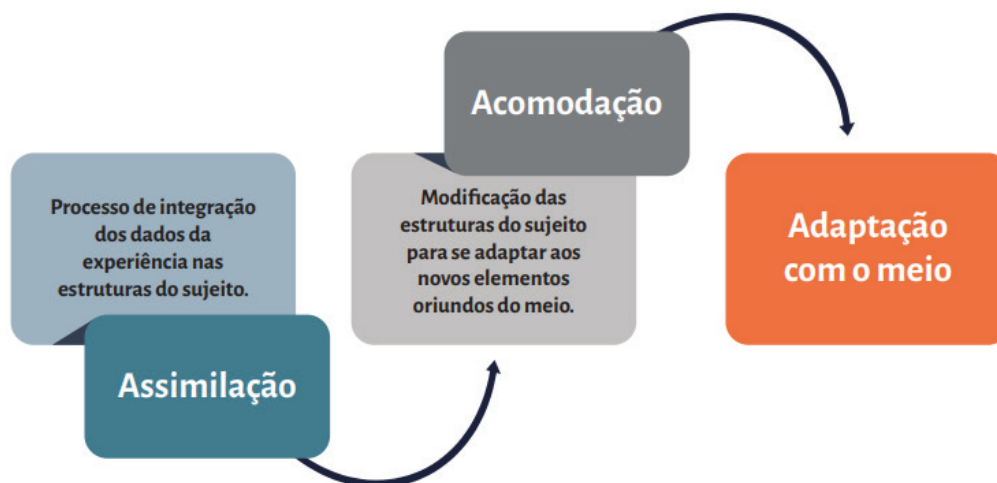 Processo de integração
dos dados da
experiência nas
estruturas do sujeito.
Assimilação
Acomodação
Modificação das
estruturas do sujeito
para se adaptar aos
novos elementos
oriundos do meio.
Adaptação
com o meio